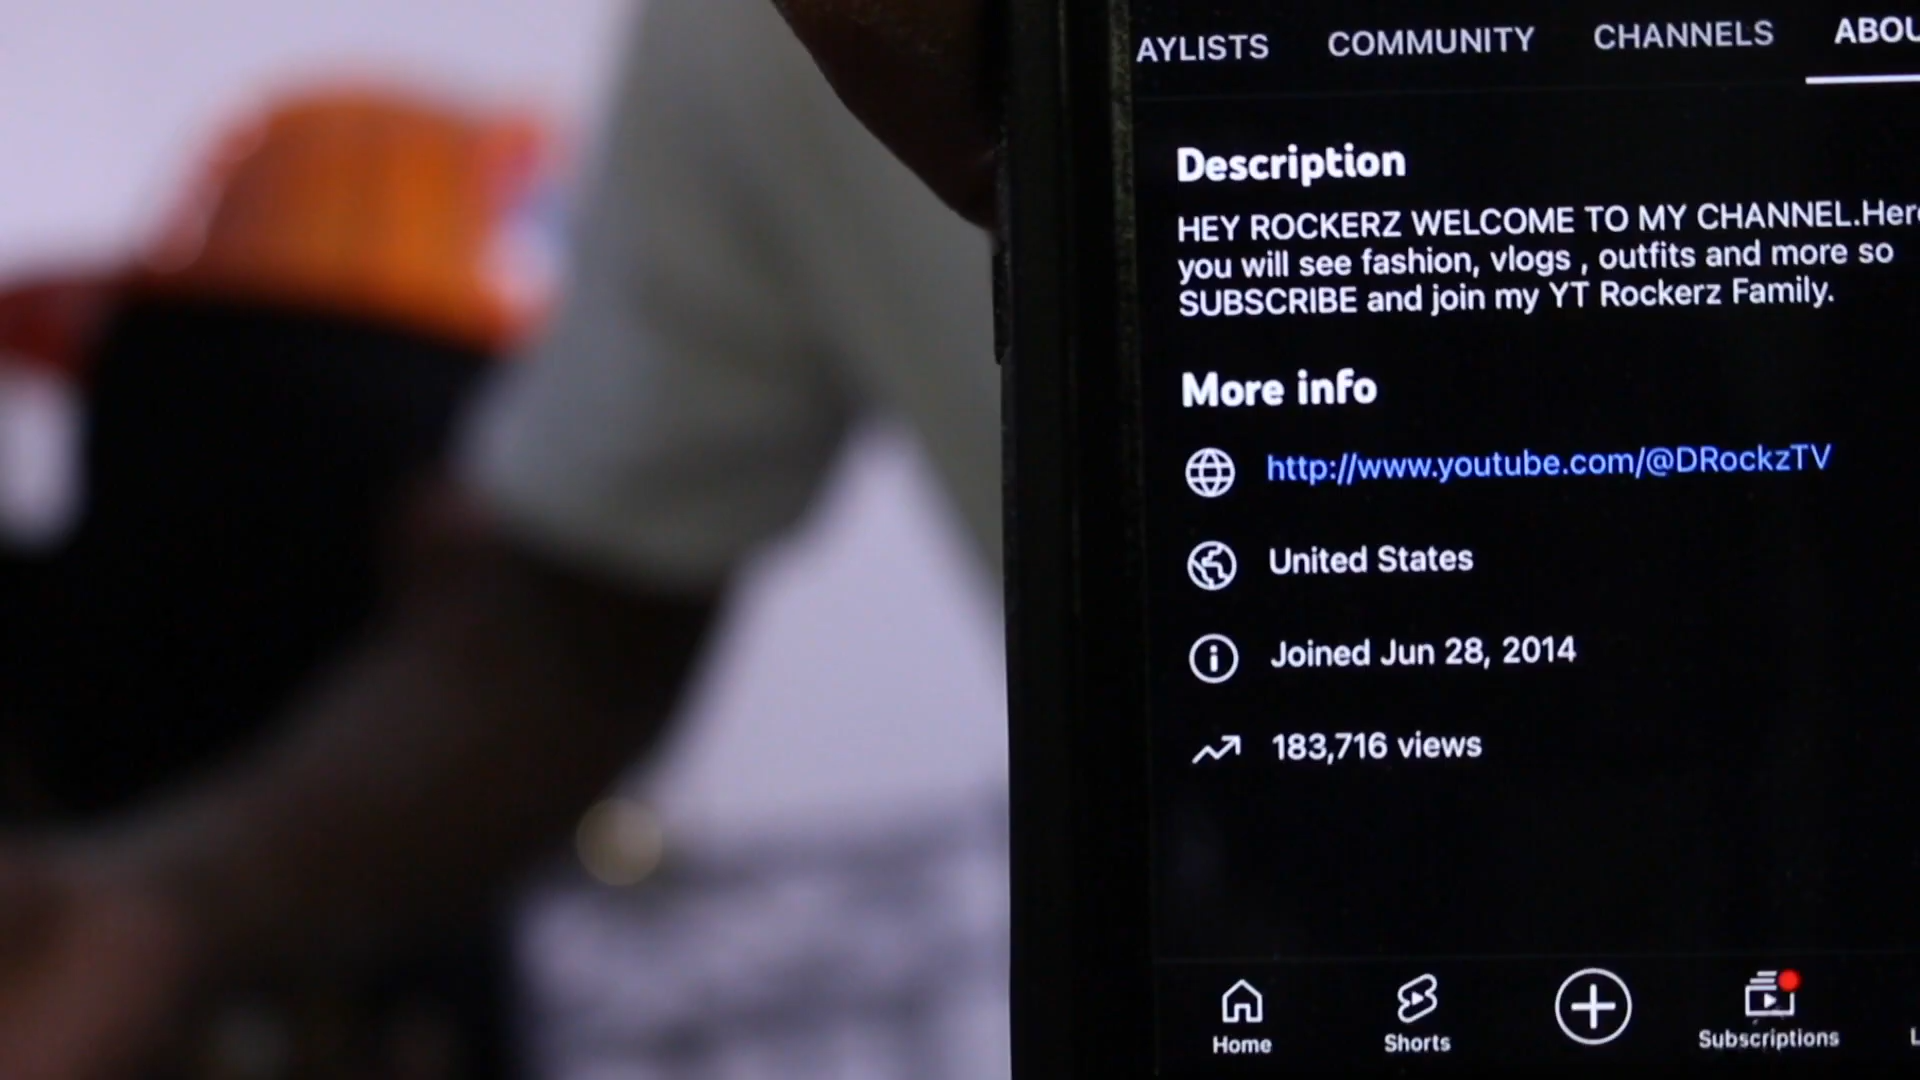 AYLISTS COMMUNITY CHANNELS ABOU
Description
HEY ROCKERZ WELCOME TO MY CHANNEL.Here
you will see fashion, vlogs , outfits and more so
SUBSCRIBE and join my YT Rockerz Family.
More info
http://www.youtube.com/@DRockzTV
United States
Joined Jun 28, 2014
183,716 views
Home Shorts Subscriptions L